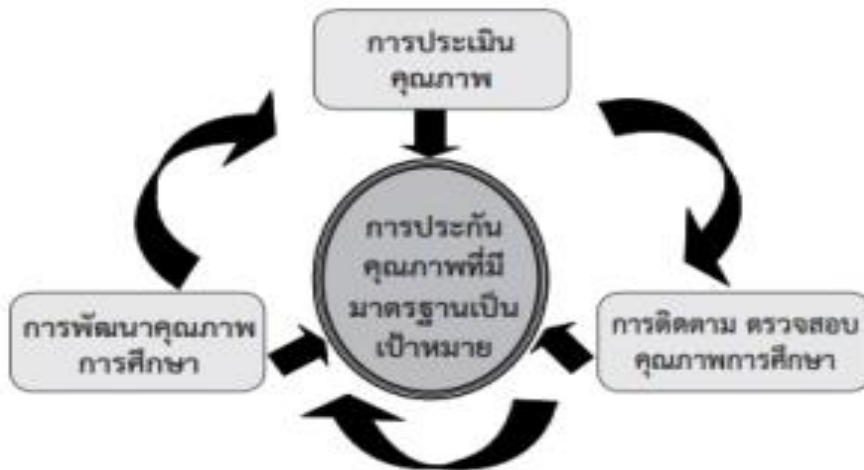 การประเมิน
คุณภาพ
การประกัน
คุณภาพที่มี
มาตรฐานเป็น
เป้าหมาย
การพัฒนาคุณภาพ
การศึกษา
การติดตาม ตรวจสอบ
คุณภาพการศึกษา